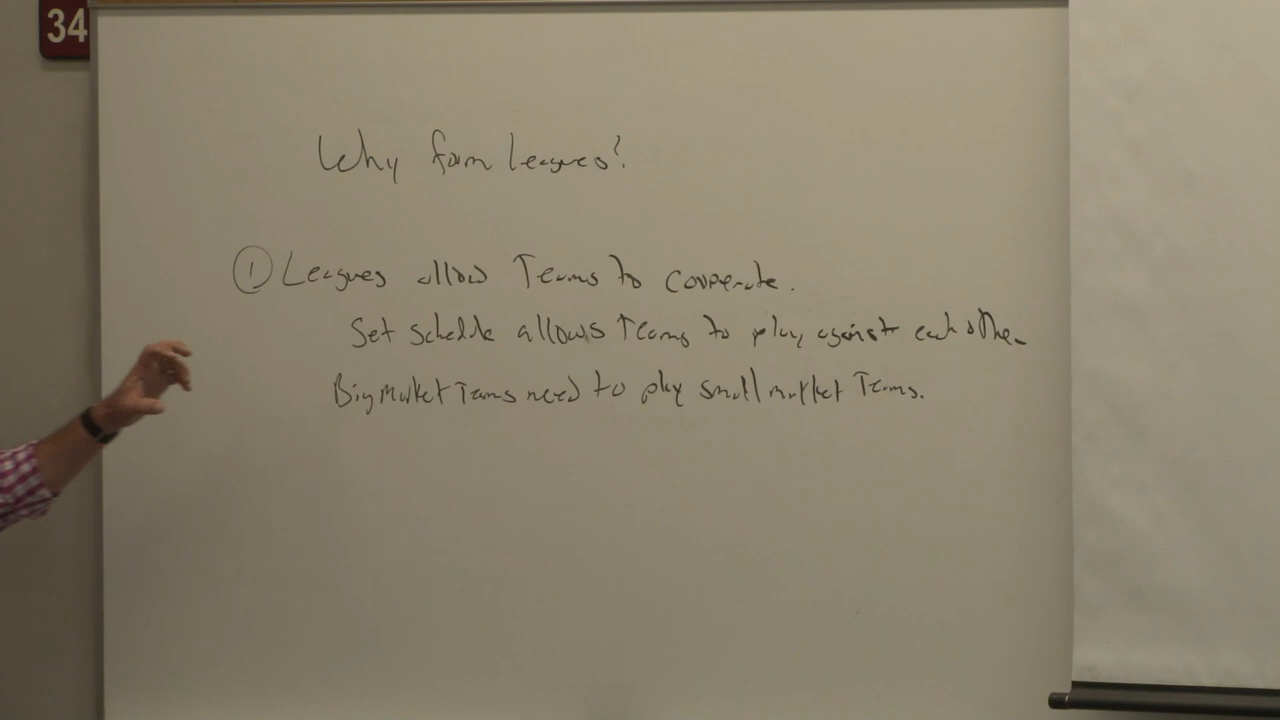 34
Why form Leagues?
① Leagues allow Teams to cooperate.
Set schedule allows Teams to play against each other
Big Market Teams need to play small market Teams.